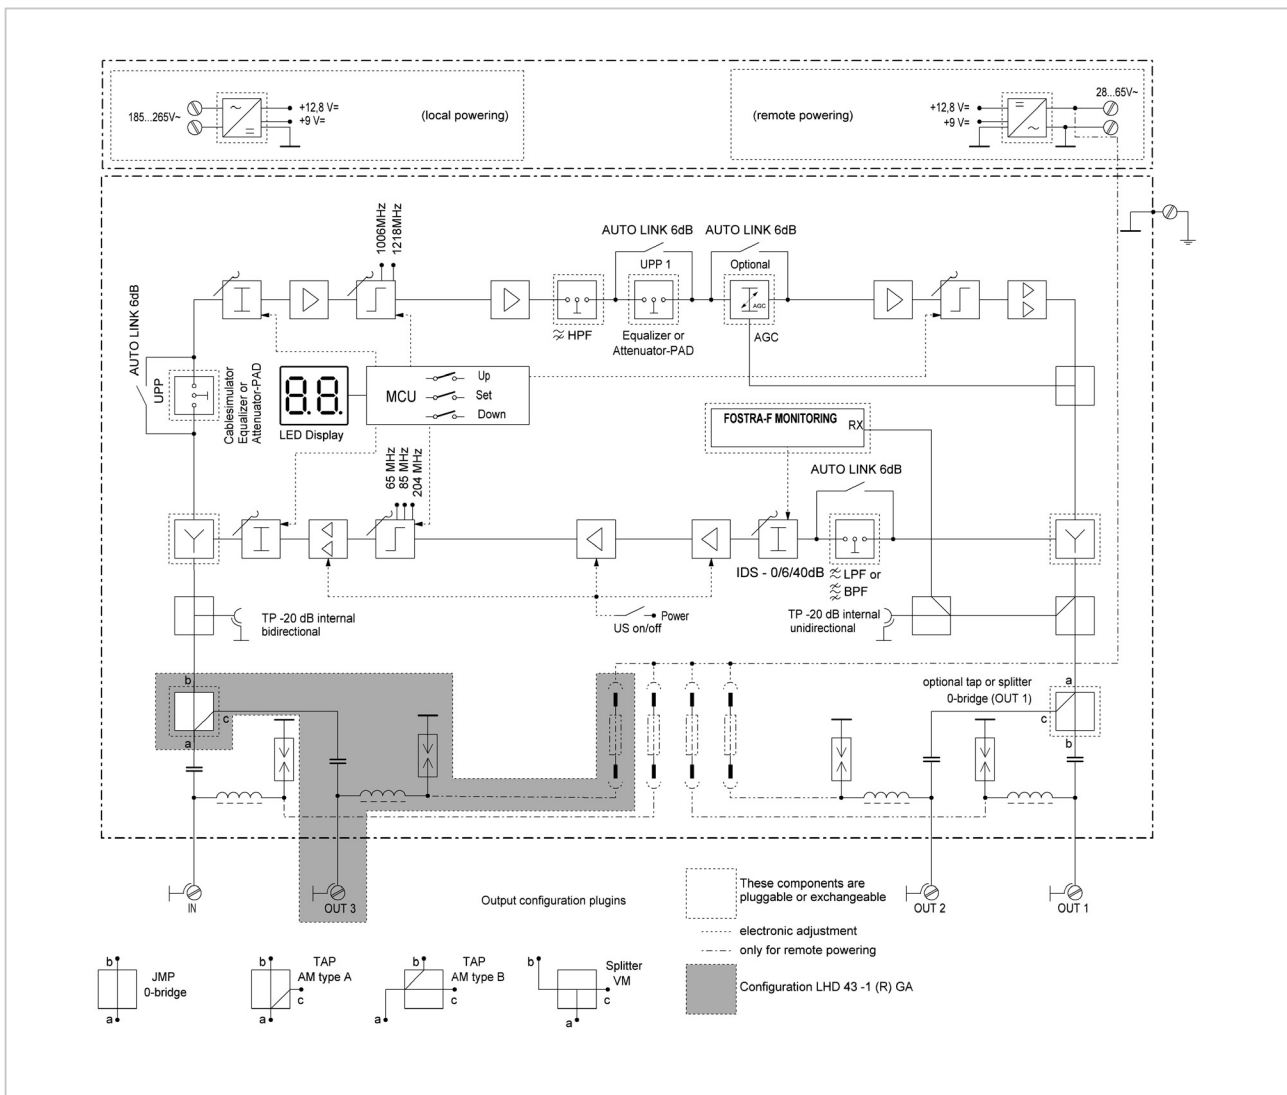 185...265V~
+12,8 V=
+9 V=
(local powering)
(remote powering)
+12,8 V=
+9 V=
28...65V~
1006MHz
1218MHz
AUTO LINK 6dB
AUTO LINK 6dB
UPP 1
Optional
AGC
HPF
Equalizer or
Attenuator-PAD
AGC
AUTO LINK 6dB
UPP
Cablesimulator
Equalizer or
Attenuator-PAD
8.8.
LED Display
MCU
Up
Set
Down
FOSTRA-F MONITORING
RX
65 MHz
85 MHz
204 MHz
AUTO LINK 6dB
IDS - 0/6/40dB
LPF or
BPF
TP -20 dB internal
bidirectional
Power
US on/off
TP -20 dB internal
unidirectional
b
c
a
optional tap or splitter
0-bridge (OUT 1)
a
c
b
IN
OUT 3
OUT 2
OUT 1
Output configuration plugins
These components are
pluggable or exchangeable
electronic adjustment
only for remote powering
Configuration LHD 43 -1 (R) GA
b
a
JMP
0-bridge
b
c
a
TAP
AM type A
b
c
a
TAP
AM type B
b
c
a
Splitter
VM